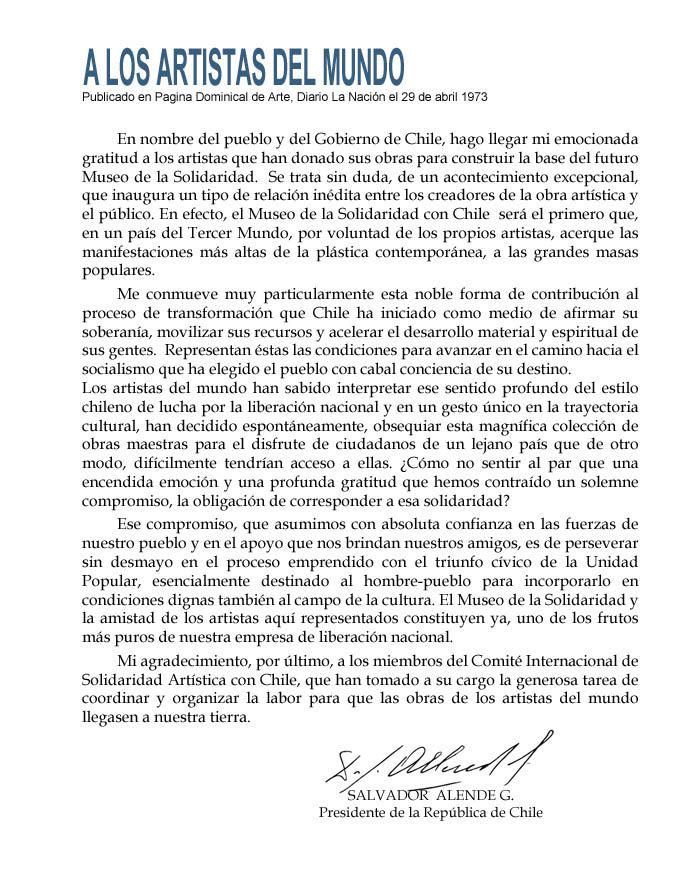 A LOS ARTISTAS DEL MUNDO
Publicado en Pagina Dominical de Arte, Diario La Nación el 29 de abril 1973
En nombre del pueblo y del Gobierno de Chile, hago llegar mi emocionada
gratitud a los artistas que han donado sus obras para construir la base del futuro
Museo de la Solidaridad. Se trata sin duda, de un acontecimiento excepcional,
que inaugura un tipo de relación inédita entre los creadores de la obra artística y
el público. En efecto, el Museo de la Solidaridad con Chile será el primero que,
en un país del Tercer Mundo, por voluntad de los propios artistas, acerque las
manifestaciones más altas de la plástica contemporánea, a las grandes masas
populares.
Me conmueve muy particularmente esta noble forma de contribución al
proceso de transformación que Chile ha iniciado como medio de afirmar su
soberanía, movilizar sus recursos y acelerar el desarrollo material y espiritual de
sus gentes. Representan éstas las condiciones para avanzar en el camino hacia el
socialismo que ha elegido el pueblo con cabal conciencia de su destino.
Los artistas del mundo han sabido interpretar ese sentido profundo del estilo
chileno de lucha por la liberación nacional y en un gesto único en la trayectoria
cultural, han decidido espontáneamente, obsequiar esta magnífica colección de
obras maestras para el disfrute de ciudadanos de un lejano país que de otro
modo, difícilmente tendrían acceso a ellas. ¿Cómo no sentir al par que una
encendida emoción y una profunda gratitud que hemos contraído un solemne
compromiso, la obligación de corresponder a esa solidaridad?
Ese compromiso, que asumimos con absoluta confianza en las fuerzas de
nuestro pueblo y en el apoyo que nos brindan nuestros amigos, es de perseverar
sin desmayo en el proceso emprendido con el triunfo cívico de la Unidad
Popular, esencialmente destinado al hombre-pueblo para incorporarlo en
condiciones dignas también al campo de la cultura. El Museo de la Solidaridad y
la amistad de los artistas aquí representados constituyen ya, uno de los frutos
más puros de nuestra empresa de liberación nacional.
Mi agradecimiento, por último, a los miembros del Comité Internacional de
Solidaridad Artística con Chile, que han tomado a su cargo la generosa tarea de
coordinar y organizar la labor para que las obras de los artistas del mundo
llegasen a nuestra tierra.
SALVADOR ALENDE G.
Presidente de la República de Chile